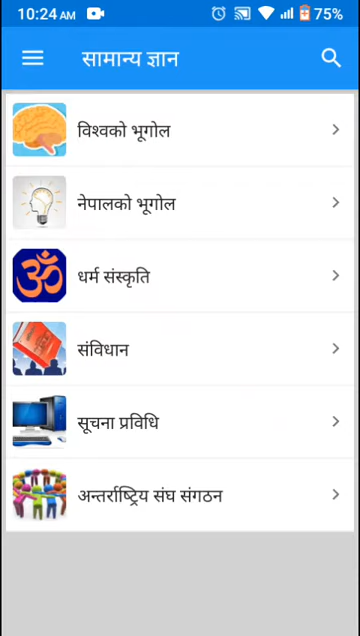 10:24 AM 75%
सामान्य ज्ञान
विश्वको भूगोल
नेपालको भूगोल
धर्म संस्कृति
संविधान
सूचना प्रविधि
अन्तर्राष्ट्रिय संघ संगठन